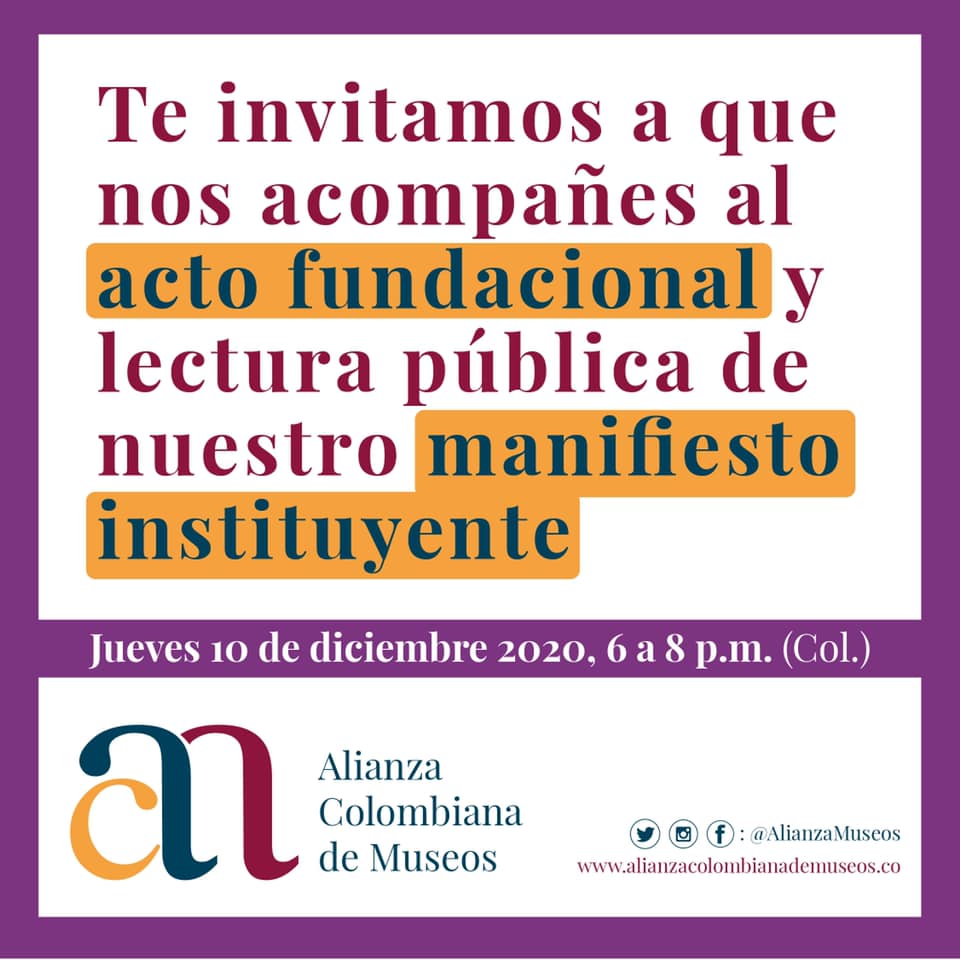 Te invitamos a que
nos acompañes al
acto fundacional y
lectura pública de
nuestro manifiesto
instituyente
Jueves 10 de diciembre 2020, 6 a 8 p.m. (Col.)
acm
Alianza
Colombiana
de Museos
: @AlianzaMuseos
www.alianzacolombianademuseos.co